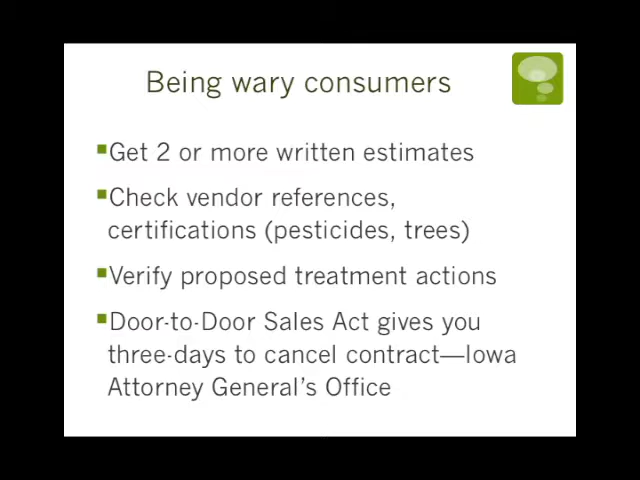 Being wary consumers
▪Get 2 or more written estimates
▪Check vendor references,
certifications (pesticides, trees)
▪Verify proposed treatment actions
▪Door-to-Door Sales Act gives you
three-days to cancel contract—Iowa
Attorney General’s Office